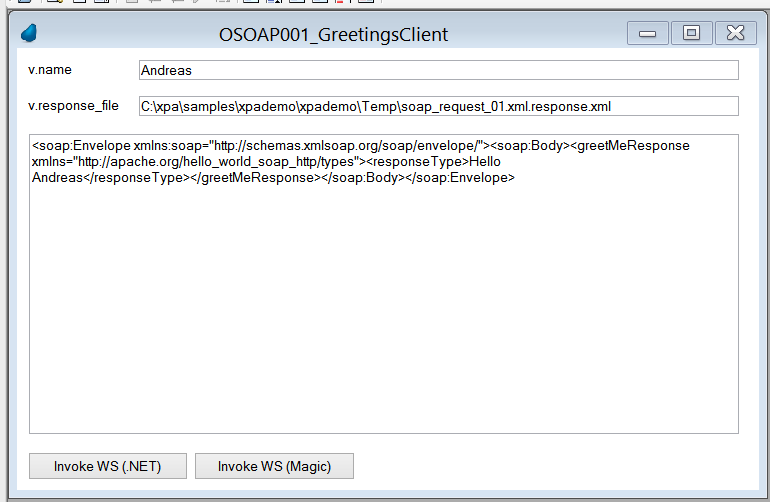 OSOAP001_GreetingsClient
v.name
Andreas
v.response_file
C:\xpa\samples\xpademo\xpademo\Temp\soap_request_01.xml.response.xml
<soap:Envelope xmlns:soap="http://schemas.xmlsoap.org/soap/envelope/"><soap:Body><greetMeResponse
xmlns="http://apache.org/hello_world_soap_http/types"><responseType>Hello
Andreas</responseType></greetMeResponse></soap:Body></soap:Envelope>
Invoke WS (.NET)
Invoke WS (Magic)